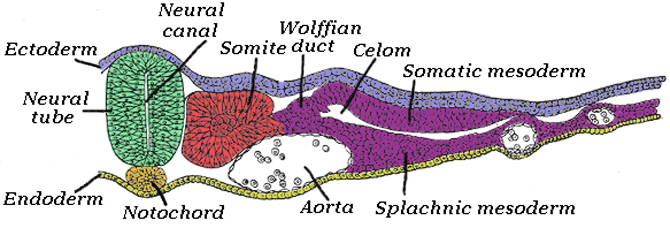 Neural
canal
Wolffian
duct
Ectoderm
Somite
Celom
Somatic mesoderm
Neural
tube
Endoderm
Notochord
Aorta
Splachnic mesoderm